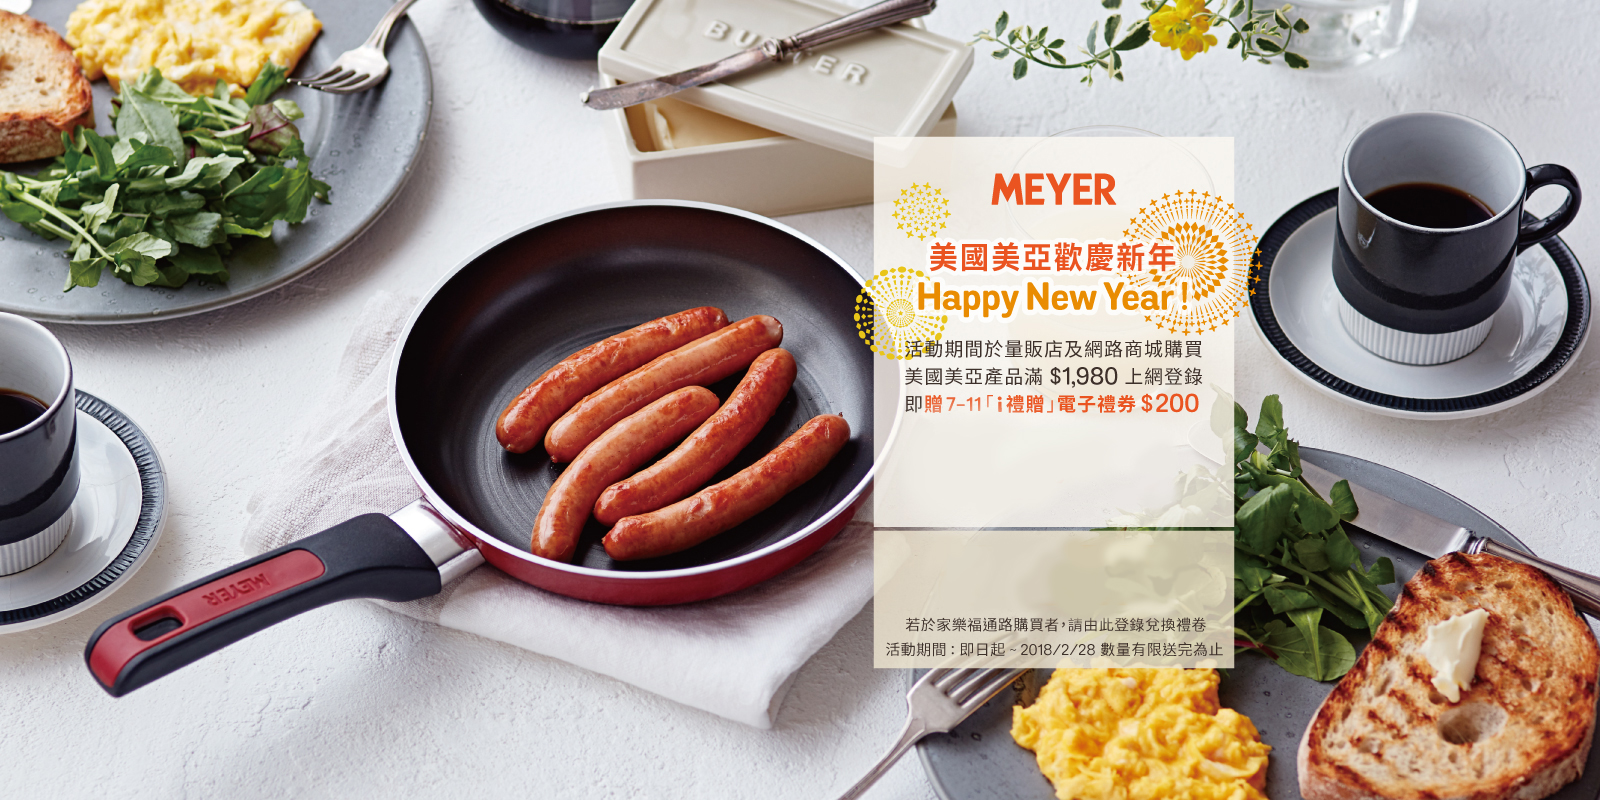 BUTTER
MEYER
美國美亞歡慶新年
Happy New Year !
活動期間於量販店及網路商城購買
美國美亞產品滿 $1,980 上網登錄
即贈 7-11「i禮贈」電子禮券 $200
MEYER
若於家樂福通路購買者，請由此登錄兌換禮卷
活動期間：即日起 ~ 2018/2/28 數量有限送完為止